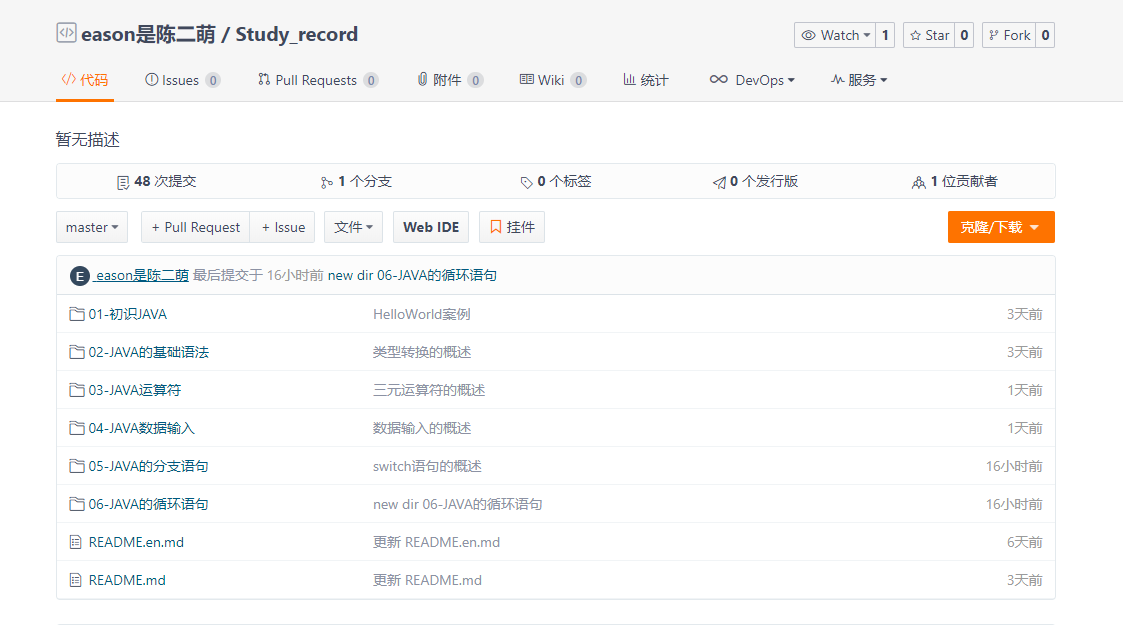 eason是陈二萌 / Study_record
Watch 1 Star 0 Fork 0
代码 Issues 0 Pull Requests 0 附件 0 Wiki 0 统计 DevOps 服务
暂无描述
48 次提交 1 个分支 0 个标签 0 个发行版 1 位贡献者
master + Pull Request + Issue 文件 Web IDE 挂件 克隆/下载
E eason是陈二萌 最后提交于 16小时前 new dir 06-JAVA的循环语句
01-初识JAVA HelloWorld案例 3天前
02-JAVA的基础语法 类型转换的概述 3天前
03-JAVA运算符 三元运算符的概述 1天前
04-JAVA数据输入 数据输入的概述 1天前
05-JAVA的分支语句 switch语句的概述 16小时前
06-JAVA的循环语句 new dir 06-JAVA的循环语句 16小时前
README.en.md 更新 README.en.md 6天前
README.md 更新 README.md 3天前